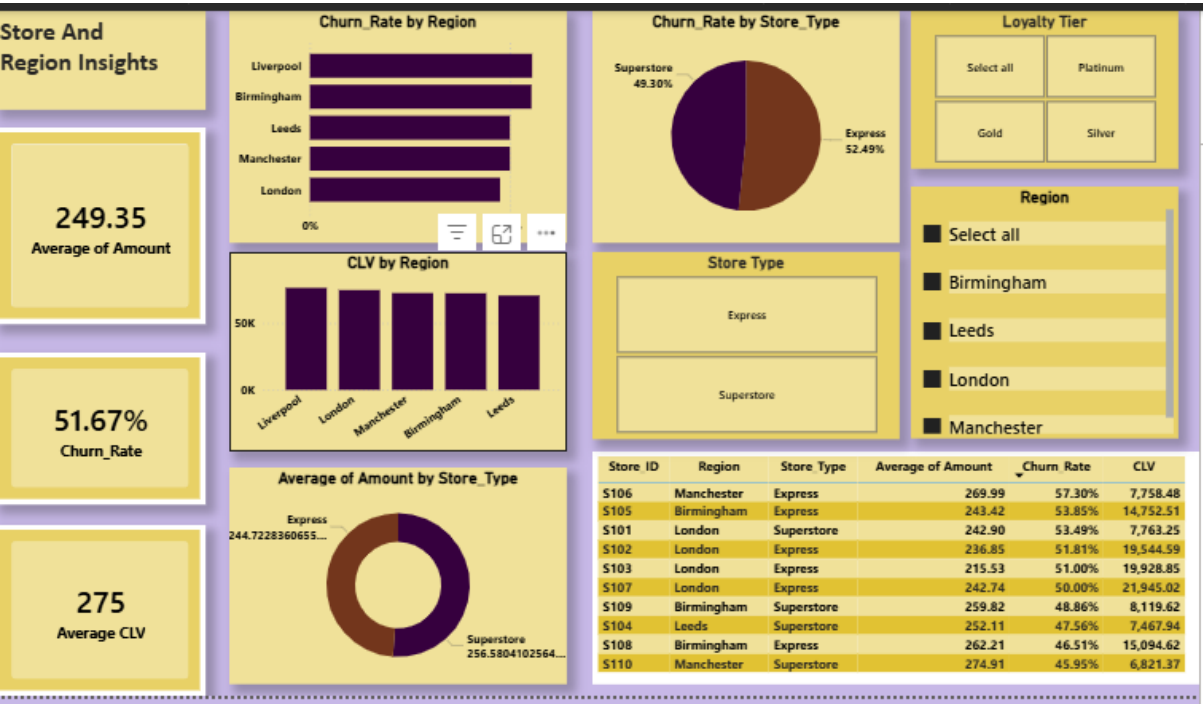 Store And
Region Insights
249.35
Average of Amount
51.67%
Churn_Rate
275
Average CLV
Churn_Rate by Region
Liverpool
Birmingham
Leeds
Manchester
London
0%
CLV by Region
50K
0K
Liverpool
London
Manchester
Birmingham
Leeds
Average of Amount by Store_Type
Express
244.7228360655...
Superstore
256.5804102564...
Churn_Rate by Store_Type
Superstore
49.30%
Express
52.49%
Store Type
Express
Superstore
Loyalty Tier
Select all
Platinum
Gold
Silver
Region
Select all
Birmingham
Leeds
London
Manchester
Store_ID Region Store_Type Average of Amount Churn_Rate CLV
S106 Manchester Express 269.99 57.30% 7,758.48
S105 Birmingham Express 243.42 53.85% 14,752.51
S101 London Superstore 242.90 53.49% 7,763.25
S102 London Express 236.85 51.81% 19,544.59
S103 London Express 215.53 51.00% 19,928.85
S107 London Express 242.74 50.00% 21,945.02
S109 Birmingham Superstore 259.82 48.86% 8,119.62
S104 Leeds Superstore 252.11 47.56% 7,467.94
S108 Birmingham Express 262.21 46.51% 15,094.62
S110 Manchester Superstore 274.91 45.95% 6,821.37